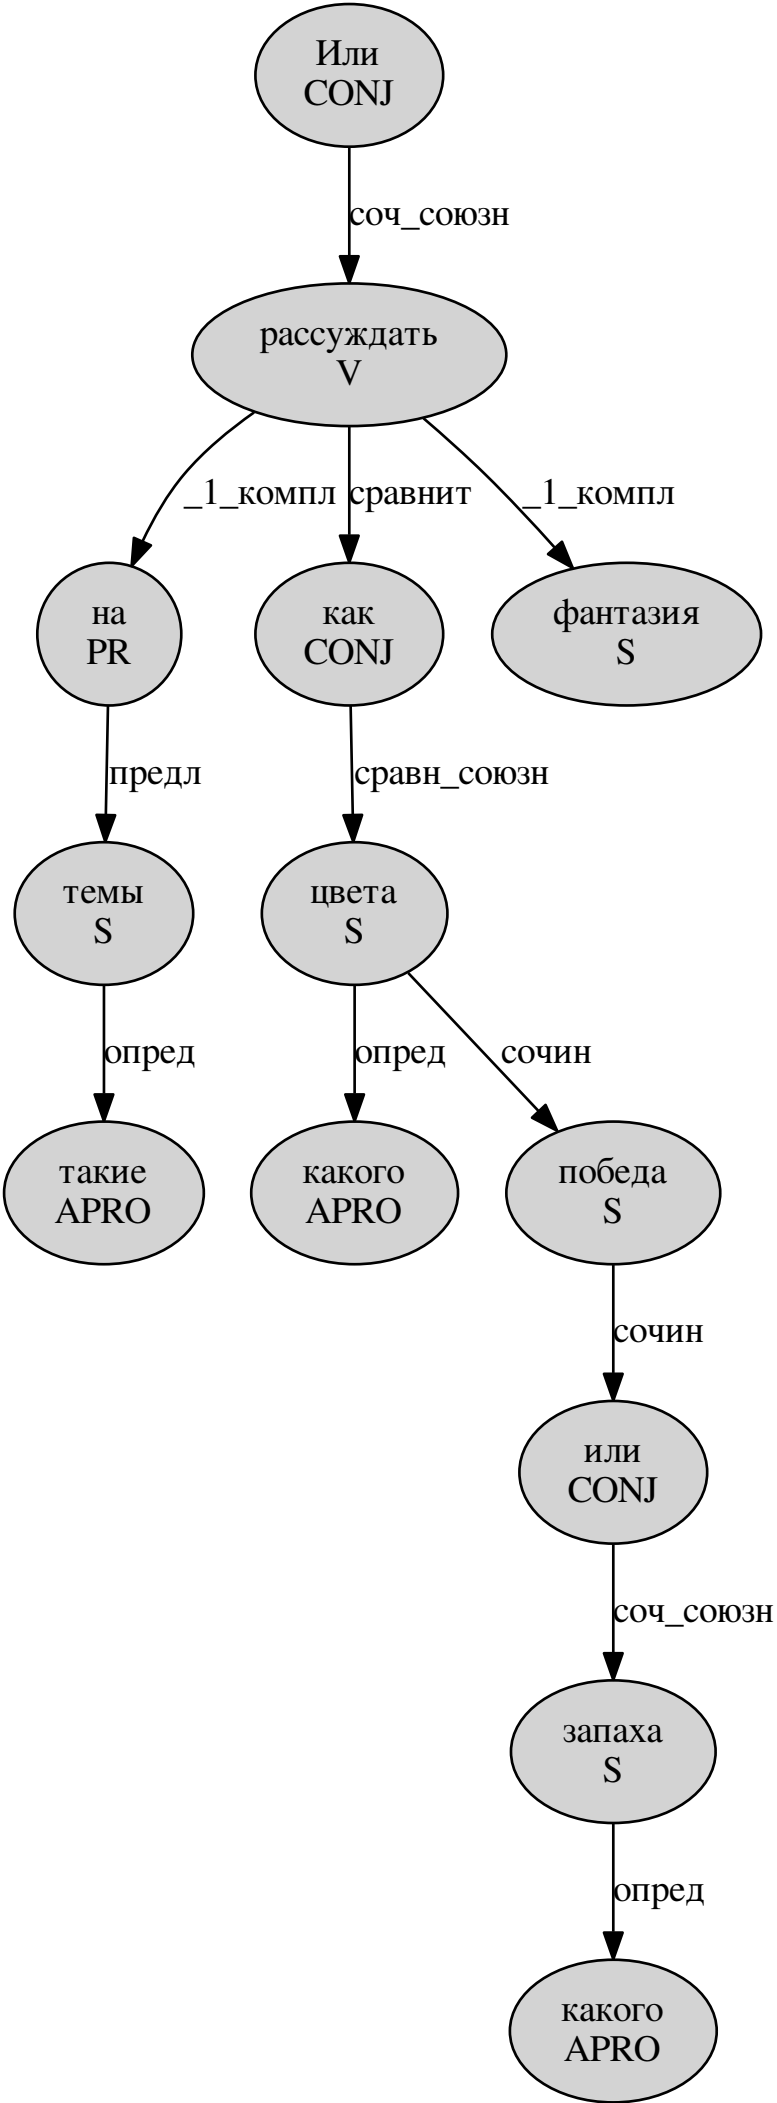 Или
CONJ
соч_союзн
рассуждать
V
_1_компл
сравнит
_1_компл
на
PR
как
CONJ
фантазия
S
предл
сравн_союзн
темы
S
цвета
S
опред
опред
сочин
такие
APRO
какого
APRO
победа
S
сочин
или
CONJ
соч_союзн
запаха
S
опред
какого
APRO